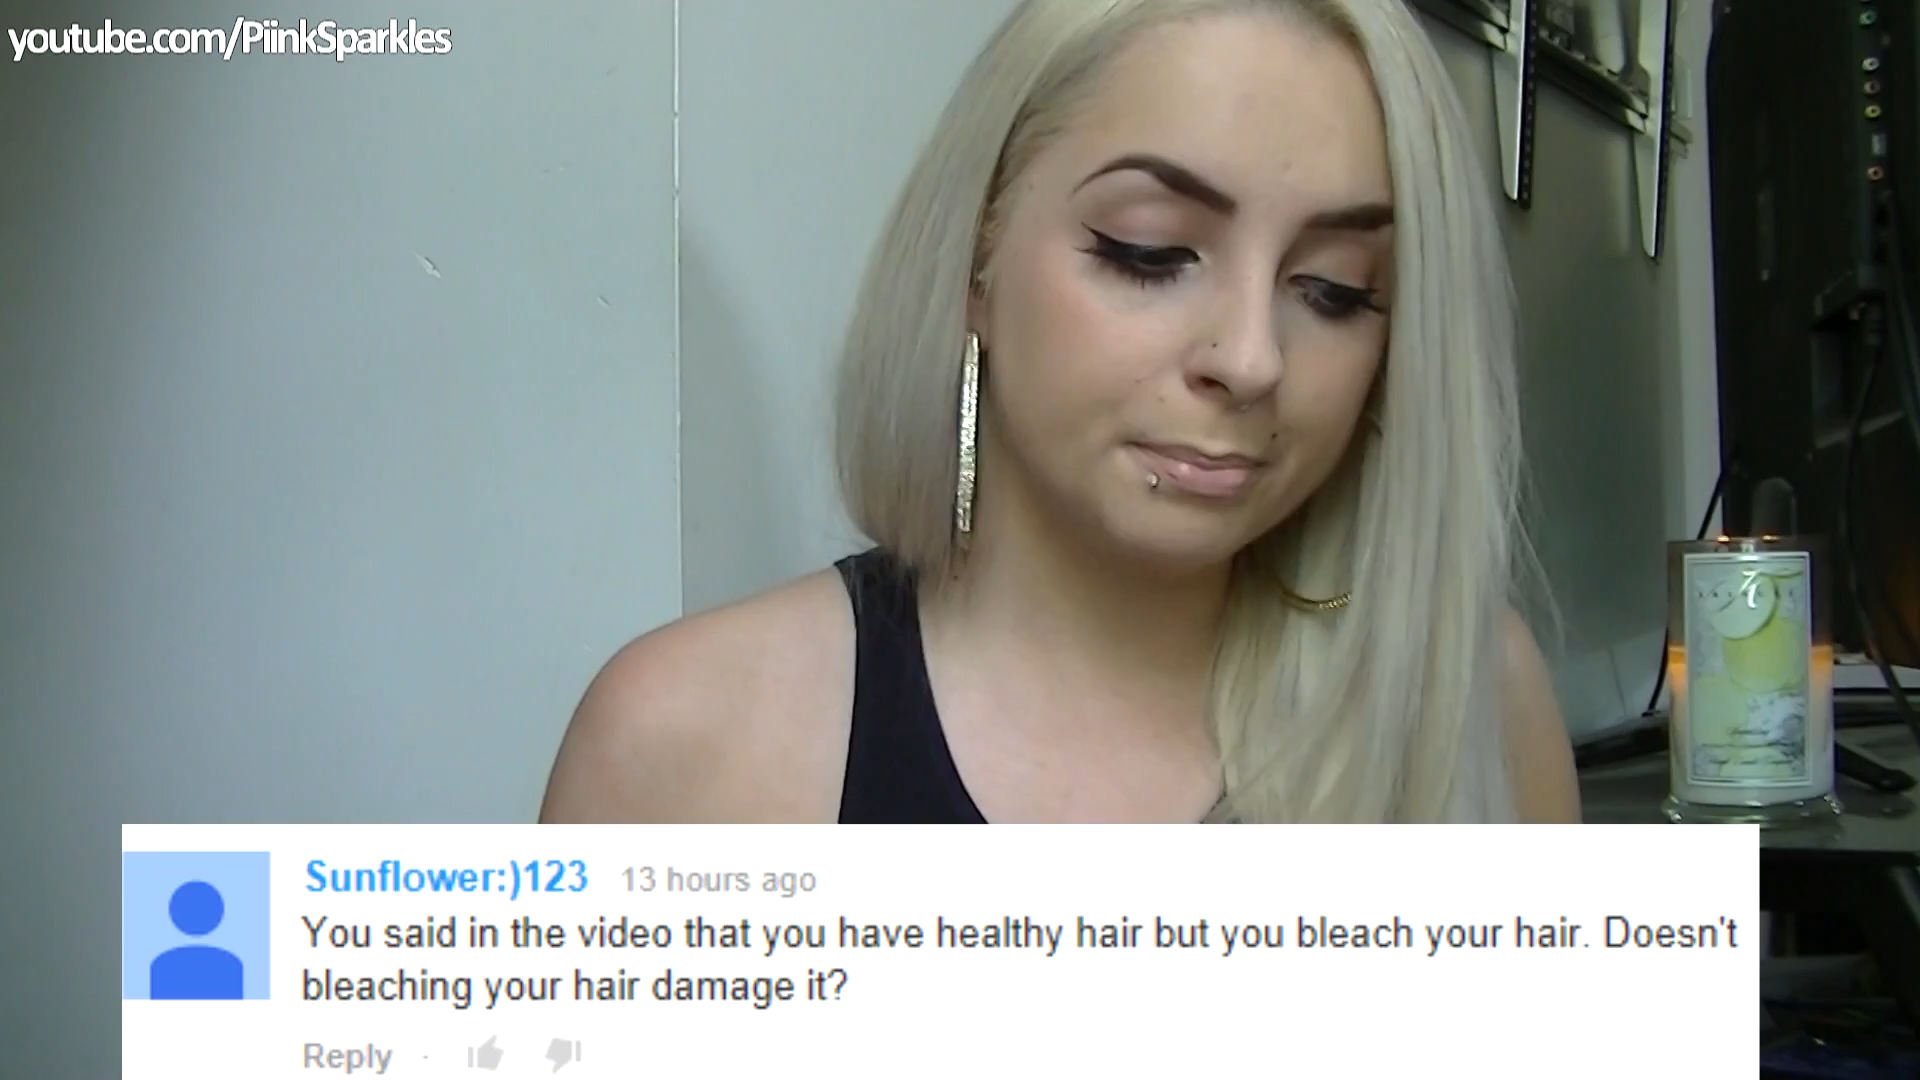 youtube.com/PiinkSparkles
Sunflower:)123 13 hours ago
You said in the video that you have healthy hair but you bleach your hair. Doesn't
bleaching your hair damage it?
Reply ·